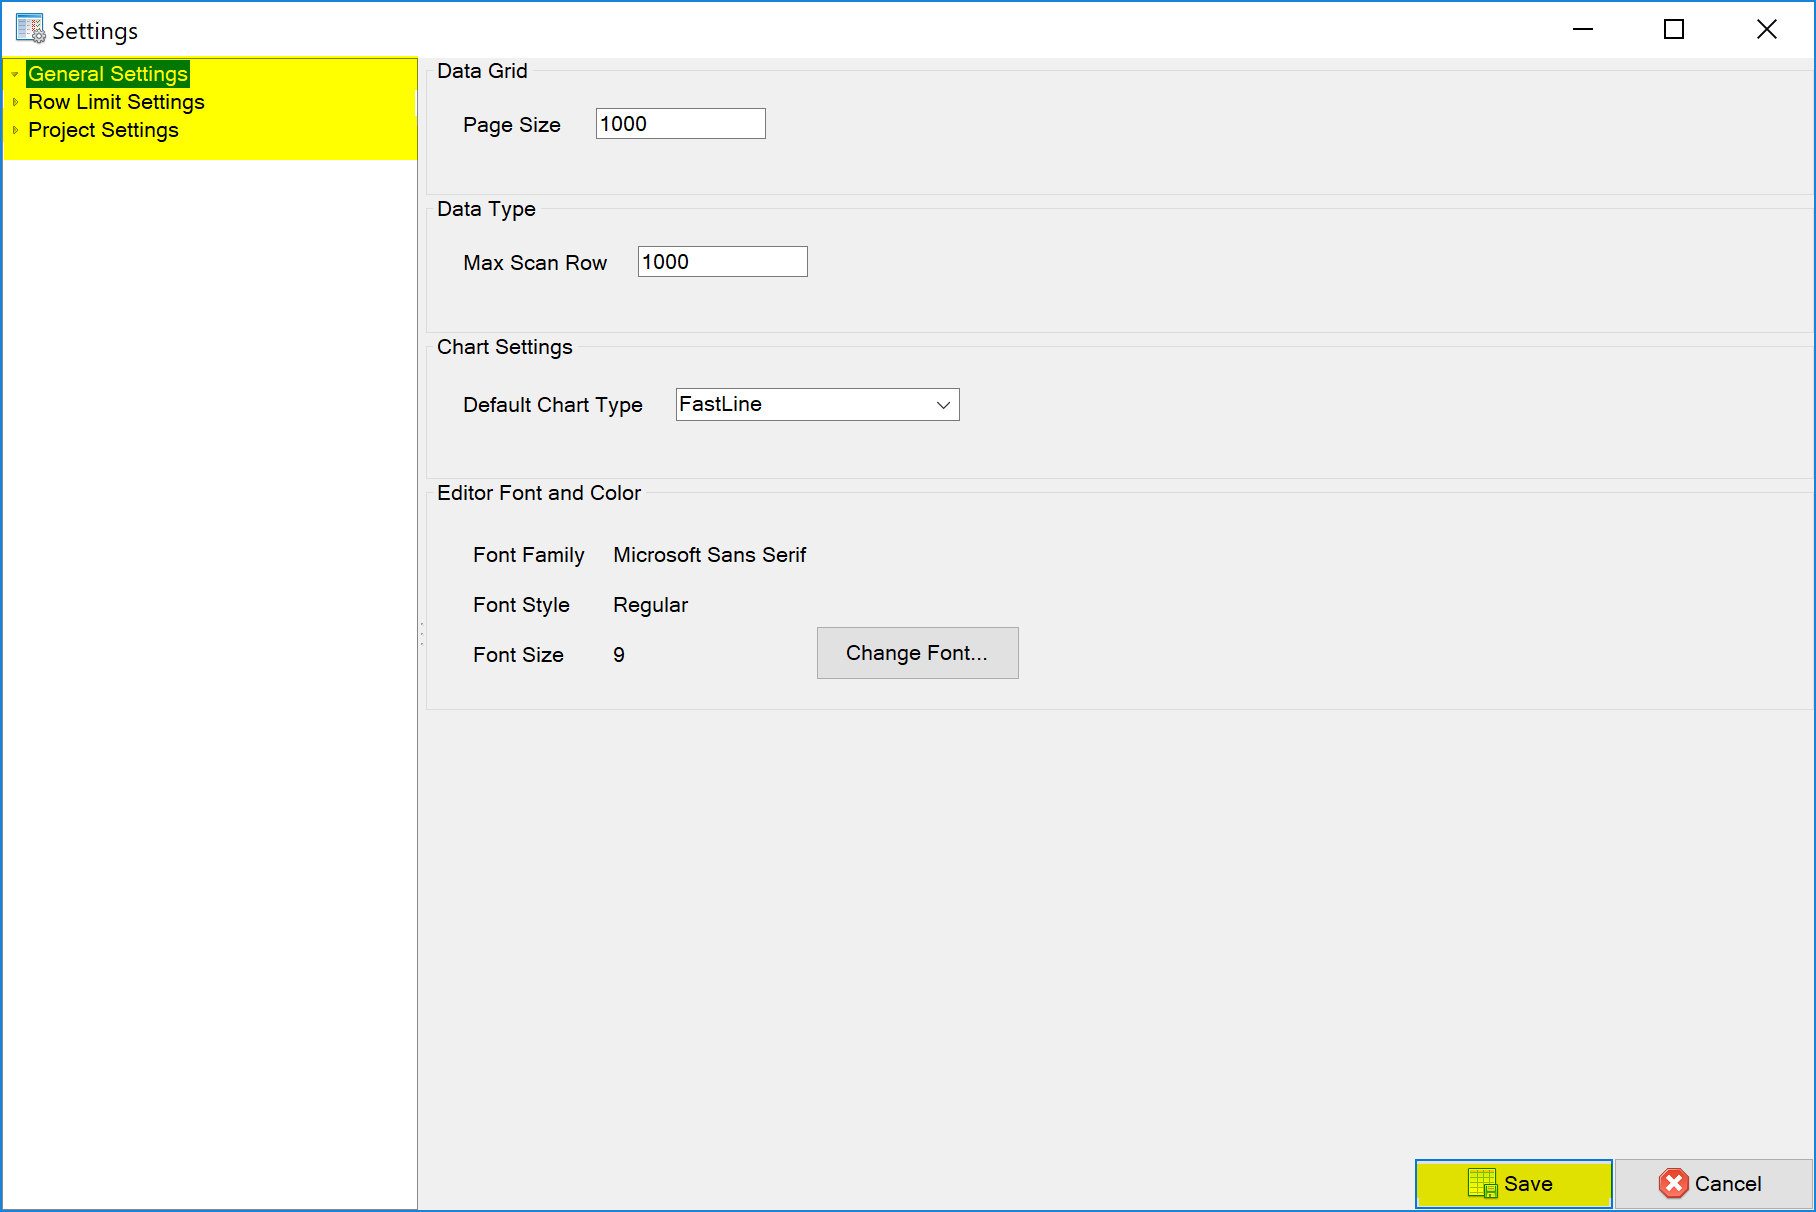 Settings
General Settings
Row Limit Settings
Project Settings
Data Grid
Page Size 1000
Data Type
Max Scan Row 1000
Chart Settings
Default Chart Type FastLine
Editor Font and Color
Font Family Microsoft Sans Serif
Font Style Regular
Font Size 9 Change Font...
Save Cancel